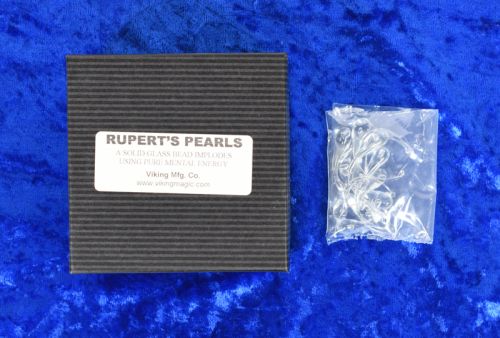 RUPERT'S PEARLS
A SOLID GLASS BEAD IMPLODES
USING PURE MENTAL ENERGY
Viking Mfg. Co.
www.vikingmagic.com